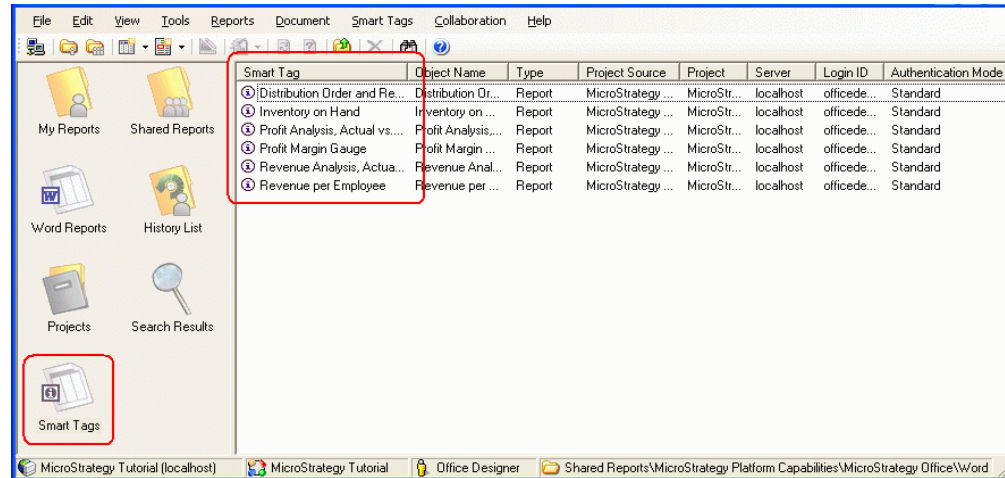 File Edit View Tools Reports Document Smart Tags Collaboration Help
Smart Tag Object Name Type Project Source Project Server Login ID Authentication Mode
Distribution Order and Re... Distribution Or... Report MicroStrategy ... MicroStr... localhost officede... Standard
Inventory on Hand Inventory on ... Report MicroStrategy ... MicroStr... localhost officede... Standard
Profit Analysis, Actual vs.... Profit Analysis,... Report MicroStrategy ... MicroStr... localhost officede... Standard
Profit Margin Gauge Profit Margin ... Report MicroStrategy ... MicroStr... localhost officede... Standard
Revenue Analysis, Actua... Revenue Anal... Report MicroStrategy ... MicroStr... localhost officede... Standard
Revenue per Employee Revenue per ... Report MicroStrategy ... MicroStr... localhost officede... Standard
My Reports Shared Reports
Word Reports History List
Projects Search Results
Smart Tags
MicroStrategy Tutorial (localhost) MicroStrategy Tutorial Office Designer Shared Reports\MicroStrategy Platform Capabilities\MicroStrategy Office\Word